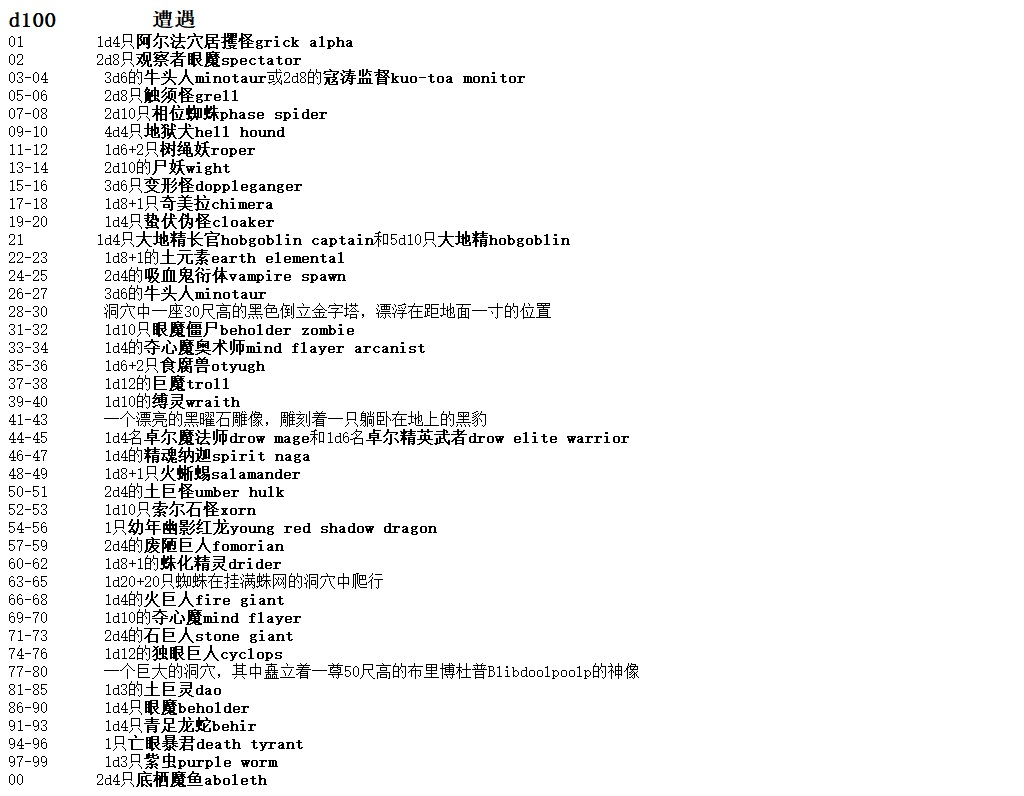 d100 遭遇
01 1d4只阿尔法穴居攫怪grick alpha
02 2d8只观察者眼魔spectator
03-04 3d6的牛头人minotaur或2d8的寇涛监督kuo-toa monitor
05-06 2d8只触须怪grell
07-08 2d10只相位蜘蛛phase spider
09-10 4d4只地狱犬hell hound
11-12 1d6+2只树绳妖roper
13-14 2d10的尸妖wight
15-16 3d6只变形怪doppleganger
17-18 1d8+1只奇美拉chimera
19-20 1d4只蛰伏伪怪cloaker
21 1d4只大地精长官hobgoblin captain和5d10只大地精hobgoblin
22-23 1d8+1的土元素earth elemental
24-25 2d4的吸血鬼衍体vampire spawn
26-27 3d6的牛头人minotaur
28-30 洞穴中一座30尺高的黑色倒立金字塔，漂浮在距地面一寸的位置
31-32 1d10只眼魔僵尸beholder zombie
33-34 1d4的夺心魔奥术师mind flayer arcanist
35-36 1d6+2只食腐兽otyugh
37-38 1d12的巨魔troll
39-40 1d10的缚灵wraith
41-43 一个漂亮的黑曜石雕像，雕刻着一只躺卧在地上的黑豹
44-45 1d4名卓尔魔法师drow mage和1d6名卓尔精英武者drow elite warrior
46-47 1d4的精魂纳迦spirit naga
48-49 1d8+1只火蜥蜴salamander
50-51 2d4的土巨怪umber hulk
52-53 1d10只索尔石怪xorn
54-56 1只幼年幽影红龙young red shadow dragon
57-59 2d4的废陋巨人fomorian
60-62 1d8+1的蛛化精灵drider
63-65 1d20+20只蜘蛛在挂满蛛网的洞穴中爬行
66-68 1d4的火巨人fire giant
69-70 1d10的夺心魔mind flayer
71-73 2d4的石巨人stone giant
74-76 1d12的独眼巨人cyclops
77-80 一个巨大的洞穴，其中矗立着一尊50尺高的布里博杜普Blibdoolpoolp的神像
81-85 1d3的土巨灵dao
86-90 1d4只眼魔beholder
91-93 1d4只青足龙蛇behir
94-96 1只亡眼暴君death tyrant
97-99 1d3只紫虫purple worm
00 2d4只底栖魔鱼aboleth